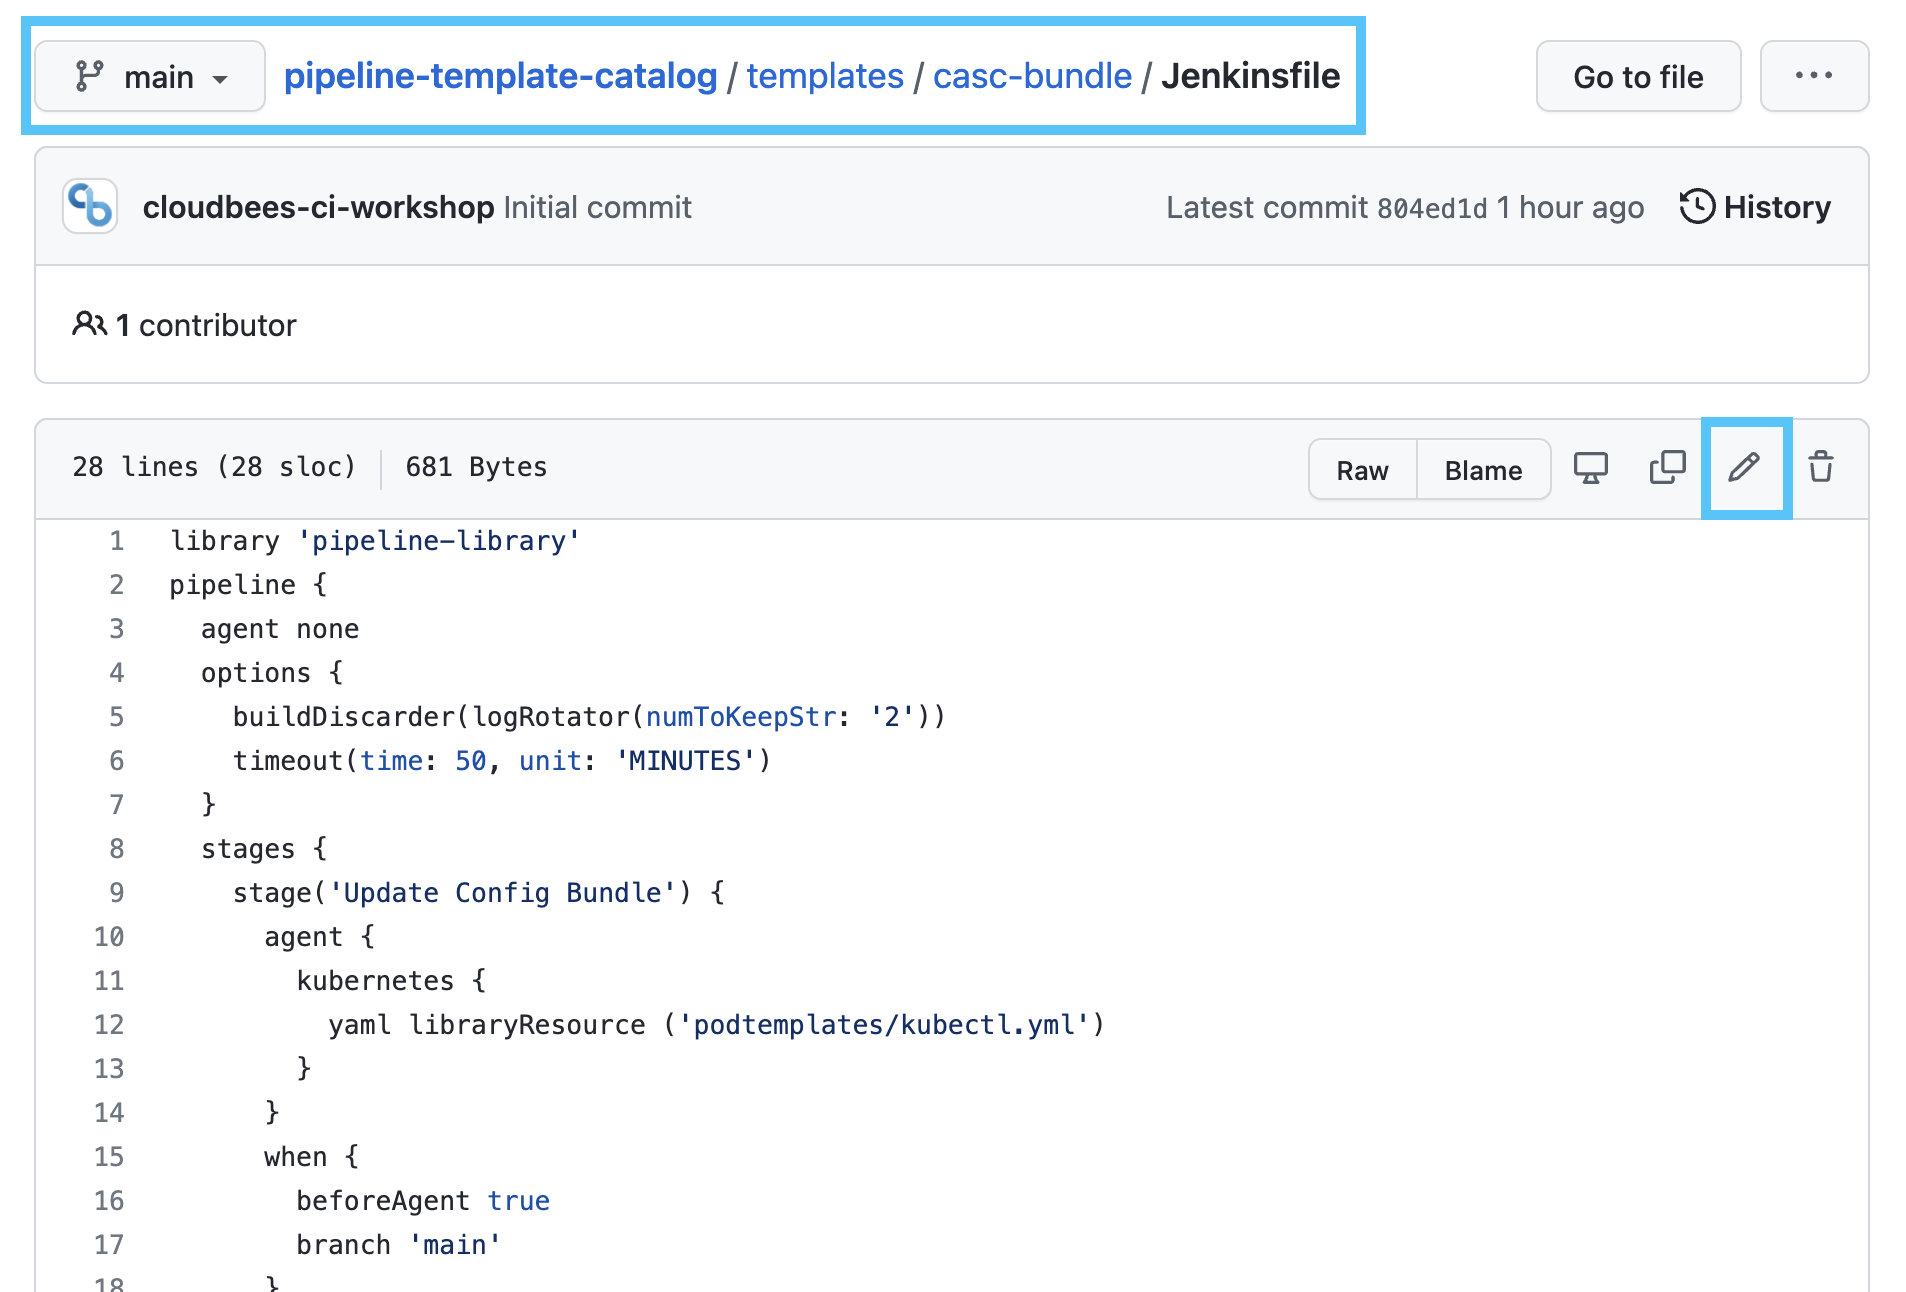 main pipeline-template-catalog / templates / casc-bundle / Jenkinsfile Go to file ...
cloudbees-ci-workshop Initial commit Latest commit 804ed1d 1 hour ago History
1 contributor
28 lines (28 sloc) 681 Bytes Raw Blame
1 library 'pipeline-library'
2 pipeline {
3   agent none
4   options {
5     buildDiscarder(logRotator(numToKeepStr: '2'))
6     timeout(time: 50, unit: 'MINUTES')
7   }
8   stages {
9     stage('Update Config Bundle') {
10       agent {
11         kubernetes {
12           yaml libraryResource ('podtemplates/kubectl.yml')
13         }
14       }
15       when {
16         beforeAgent true
17         branch 'main'
18       }